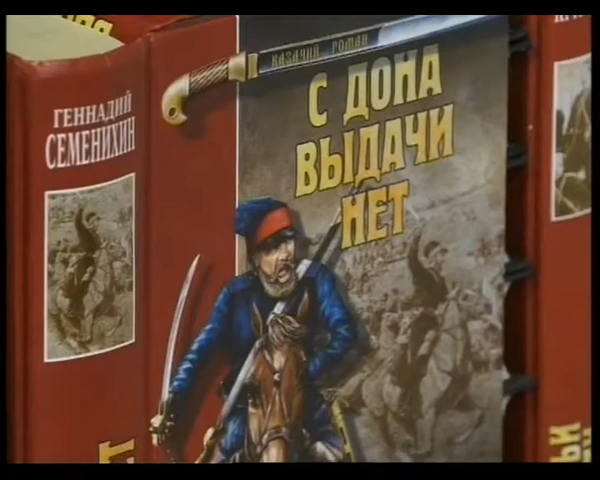 ГЕННАДИЙ
СЕМЕНИХИН
КАЗАЧИЙ РОМАН
С ДОНА
ВЫДАЧИ
НЕТ